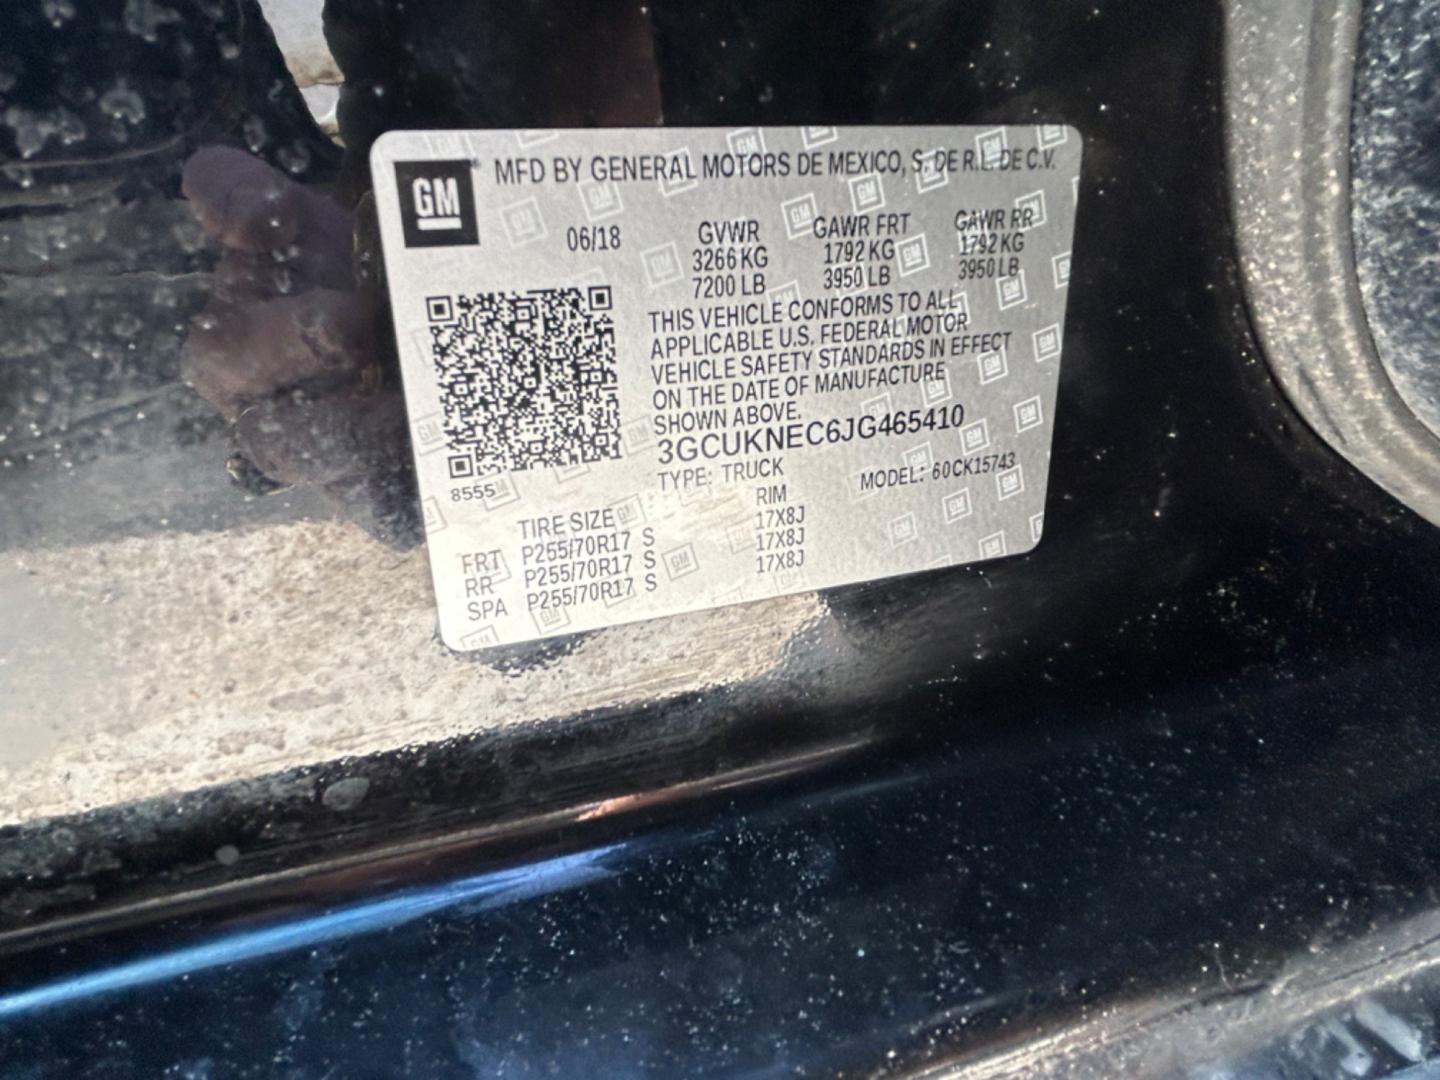 GM
MFD BY GENERAL MOTORS DE MEXICO, S. DE R.L. DE C.V.
06/18
GVWR GAWR FRT GAWR RR
3266 KG 1792 KG 1792 KG
7200 LB 3950 LB 3950 LB
THIS VEHICLE CONFORMS TO ALL
APPLICABLE U.S. FEDERAL MOTOR
VEHICLE SAFETY STANDARDS IN EFFECT
ON THE DATE OF MANUFACTURE
SHOWN ABOVE.
3GCUKNEC6JG465410
TYPE: TRUCK MODEL: 60CK15743
8555
TIRE SIZE RIM
FRT P255/70R17 S 17X8J
RR P255/70R17 S 17X8J
SPA P255/70R17 S 17X8J